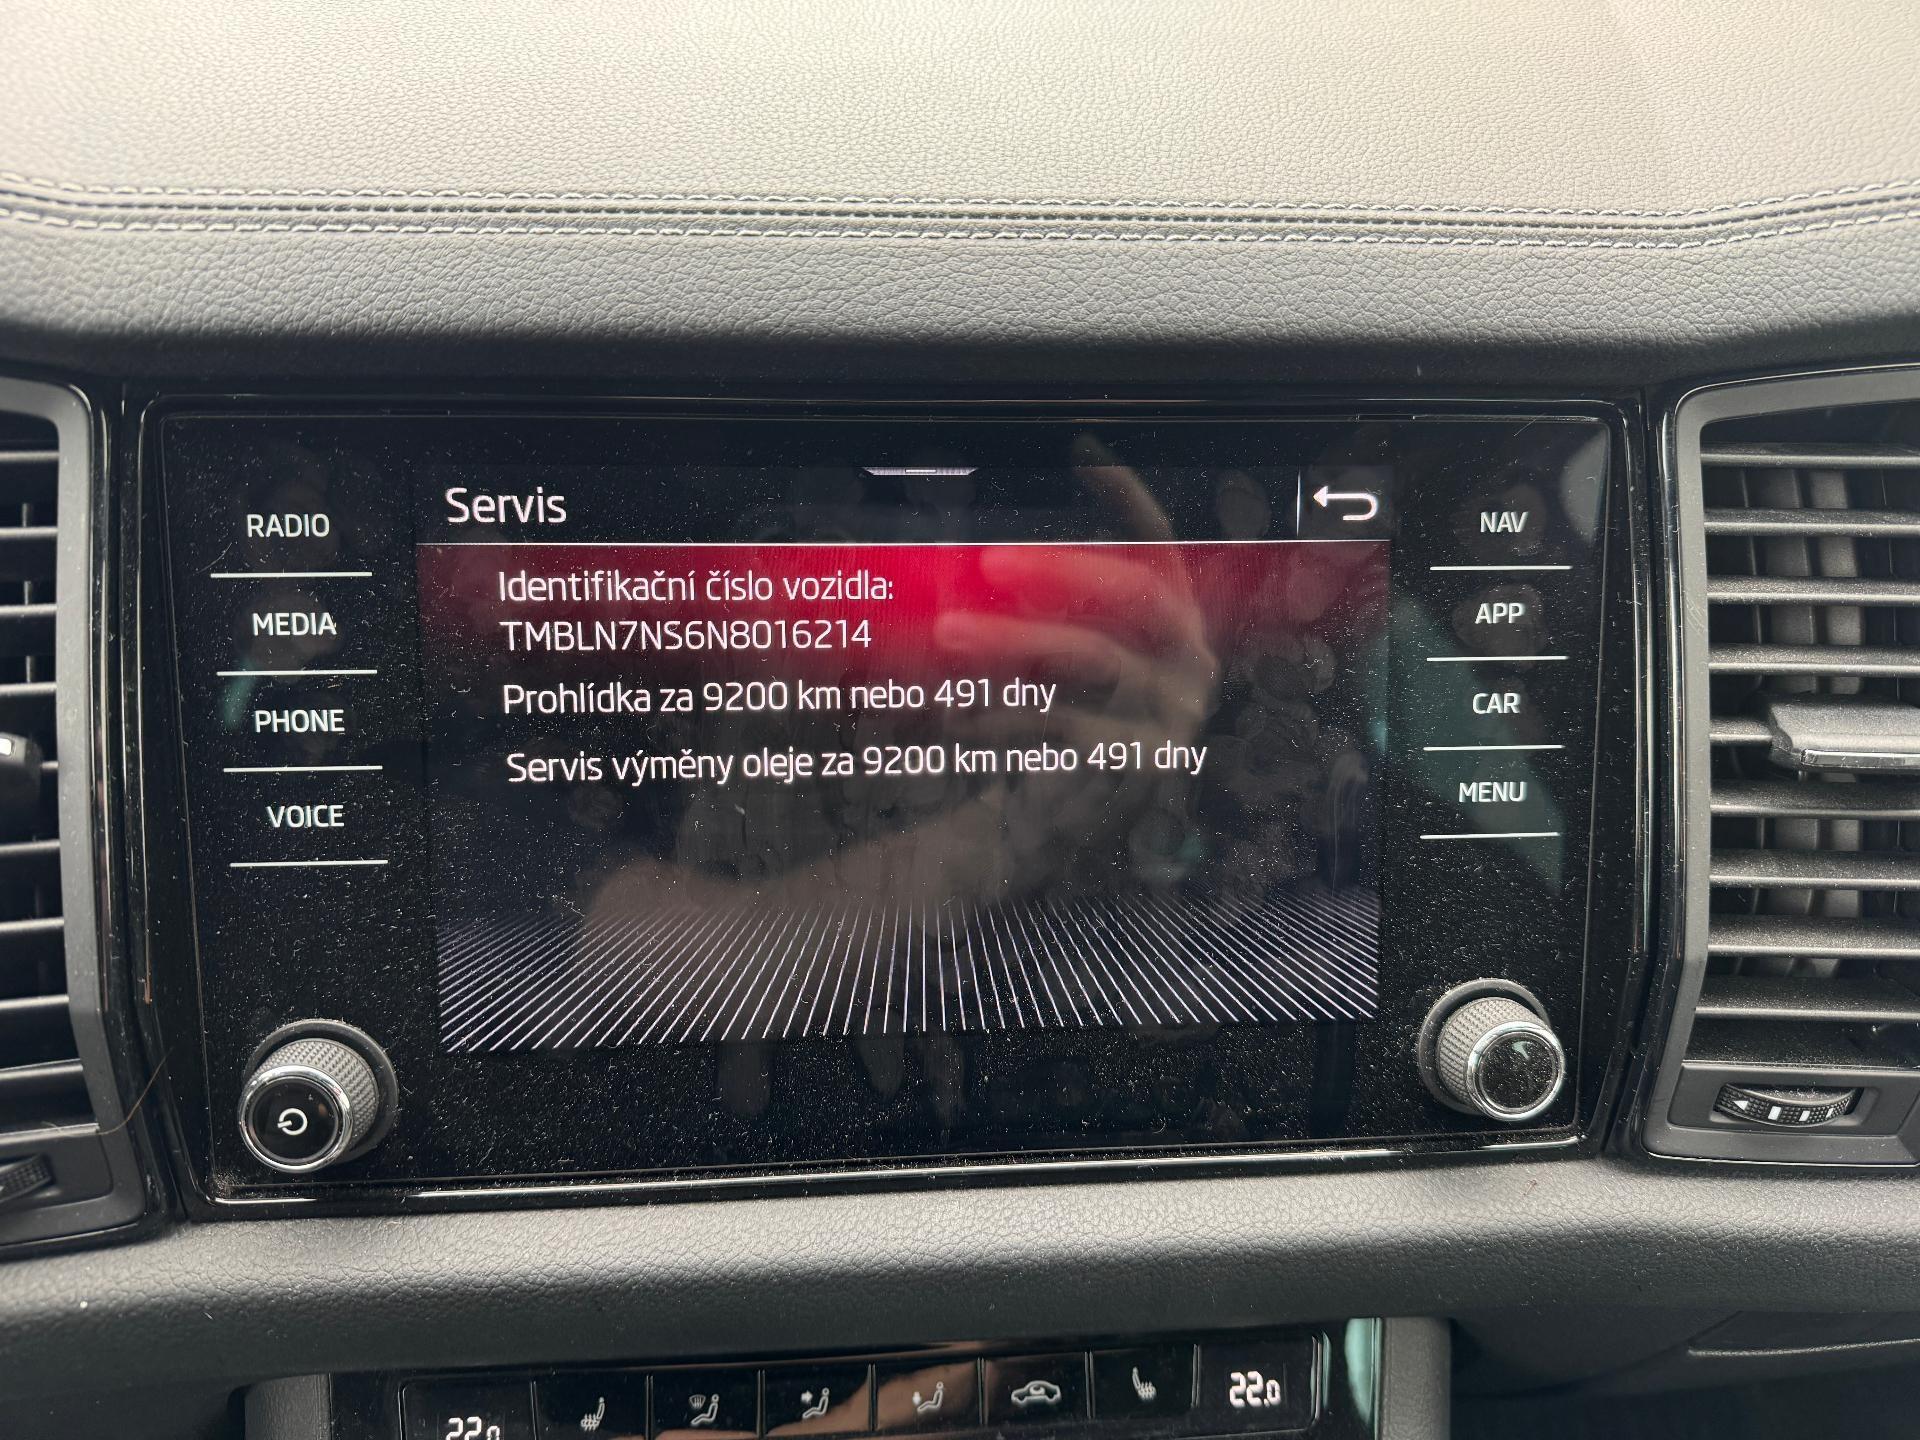 Servis
RADIO
MEDIA
PHONE
VOICE
Identifikační číslo vozidla:
TMBLN7NS6N8016214
Prohlídka za 9200 km nebo 491 dny
Servis výměny oleje za 9200 km nebo 491 dny
NAV
APP
CAR
MENU
22.0
22.0